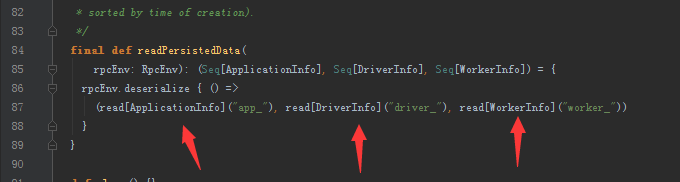 82 * sorted by time of creation).
83 */
84 final def readPersistedData(
85 rpcEnv: RpcEnv): (Seq[ApplicationInfo], Seq[DriverInfo], Seq[WorkerInfo]) = {
86 rpcEnv.deserialize { () =>
87 (read[ApplicationInfo]("app_"), read[DriverInfo]("driver_"), read[WorkerInfo]("worker_"))
88 }
89 }
90